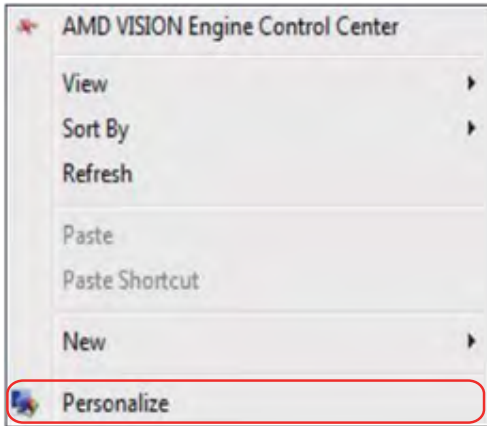 AMD VISION Engine Control Center
View
Sort By
Refresh
Paste
Paste Shortcut
New
Personalize